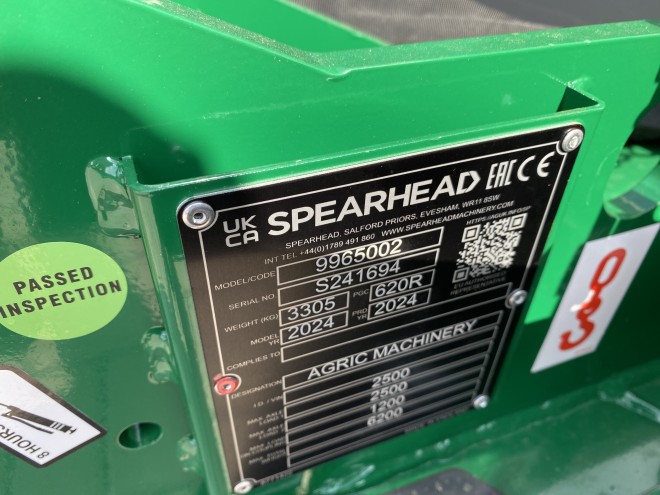 UK
CA
SPEARHEAD EAC CE
SPEARHEAD, SALFORD PRIORS, EVESHAM, WR11 8SW
INT TEL +44(0)1789 491 860 WWW.SPEARHEADMACHINERY.COM
MODEL/CODE 9965002
SERIAL NO S241694
WEIGHT (KG) 3305 PGC 620R
MODEL YR 2024 PRD YR 2024
COMPLIES TO
DESIGNATION AGRIC MACHINERY
I D / VIN
2500
2500
1200
6200
PASSED
INSPECTION
8 HOURS